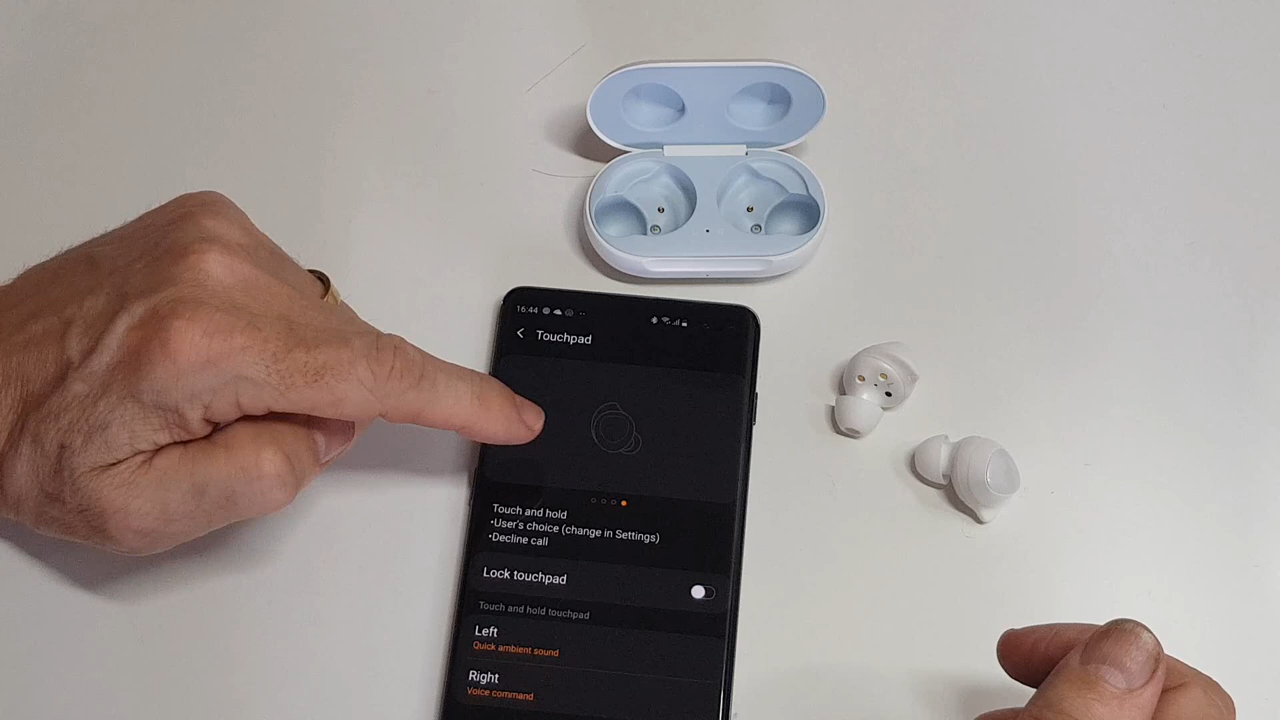 16:44
Touchpad
Touch and hold
•User's choice (change in Settings)
•Decline call
Lock touchpad
Touch and hold touchpad
Left
Quick ambient sound
Right
Voice command